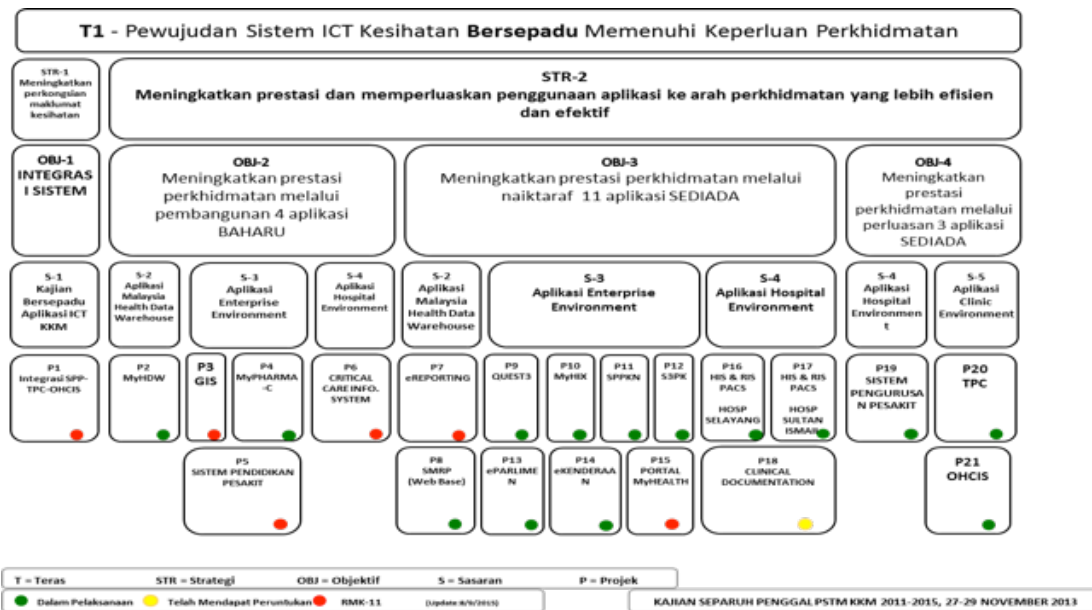 T1 - Pewujudan Sistem ICT Kesihatan Bersepadu Memenuhi Keperluan Perkhidmatan
STR-1
Meningkatkan
perkongsian
maklumat
kesihatan
STR-2
Meningkatkan prestasi dan memperluaskan penggunaan aplikasi ke arah perkhidmatan yang lebih efisien
dan efektif
OBJ-1
INTEGRAS
I SISTEM
OBJ-2
Meningkatkan prestasi
perkhidmatan melalui
pembangunan 4 aplikasi
BAHARU
OBJ-3
Meningkatkan prestasi perkhidmatan melalui
naiktaraf 11 aplikasi SEDIADA
OBJ-4
Meningkatkan
prestasi
perkhidmatan melalui
perluasan 3 aplikasi
SEDIADA
S-1
Kajian
Bersepadu
Aplikasi ICT
KKM
S-2
Aplikasi
Malaysia
Health Data
Warehouse
S-3
Aplikasi
Enterprise
Environment
S-4
Aplikasi
Hospital
Environment
S-2
Aplikasi
Malaysia
Health Data
Warehouse
S-3
Aplikasi Enterprise
Environment
S-4
Aplikasi Hospital
Environment
S-4
Aplikasi
Hospital
Environmen
t
S-5
Aplikasi
Clinic
Environment
P1
Integrasi SPP-
TPC-OHCIS
P2
MyHDW
P3
GIS
P4
MyPHARMA
-C
P6
CRITICAL
CARE INFO.
SYSTEM
P7
eREPORTING
P9
QUEST3
P10
MyHIX
P11
SPPKN
P12
S3PK
P16
HIS & RIS
PACS
HOSP
SELAYANG
P17
HIS & RIS
PACS
HOSP
SULTAN
ISMAIL
P19
SISTEM
PENGURUSA
N PESAKIT
P20
TPC
P5
SISTEM PENDIDIKAN
PESAKIT
P8
SMRP
(Web Base)
P13
ePARLIME
N
P14
eKENDERAA
N
P15
PORTAL
MyHEALTH
P18
CLINICAL
DOCUMENTATION
P21
OHCIS
T = Teras STR = Strategi OBJ = Objektif S = Sasaran P = Projek
Dalam Pelaksanaan Telah Mendapat Peruntukan RMK-11 (Update:8/9/2015)
KAJIAN SEPARUH PENGGAL PSTM KKM 2011-2015, 27-29 NOVEMBER 2013